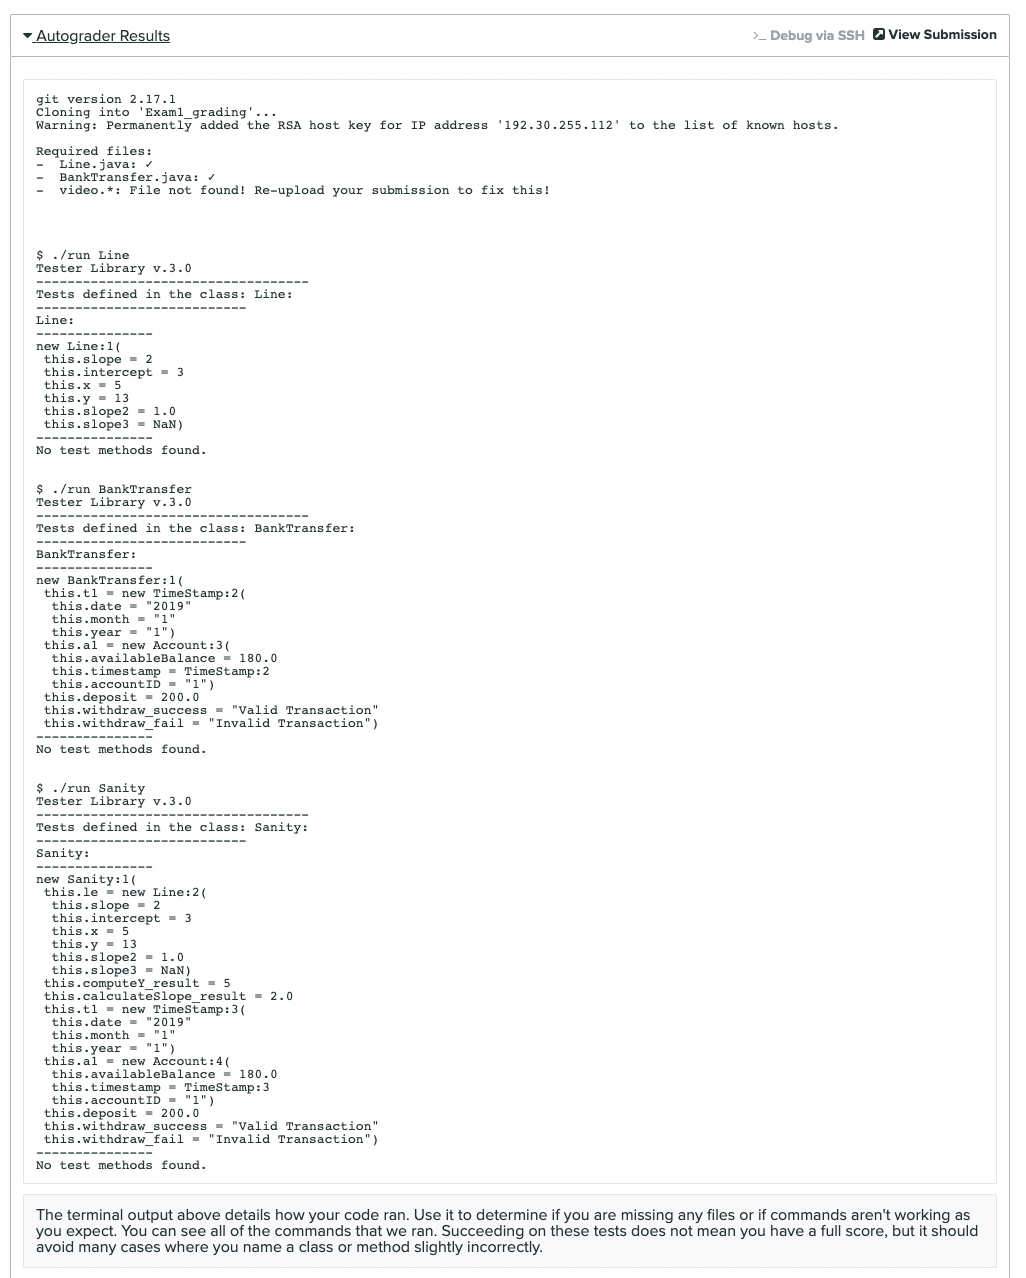 Autograder Results
>_ Debug via SSH View Submission
git version 2.17.1
Cloning into 'Exam1_grading'...
Warning: Permanently added the RSA host key for IP address '192.30.255.112' to the list of known hosts.
Required files:
-  Line.java: ✓
-  BankTransfer.java: ✓
-  video.*: File not found! Re-upload your submission to fix this!
$ ./run Line
Tester Library v.3.0
-----------------------------------
Tests defined in the class: Line:
---------------------------
Line:
---------------
new Line:1(
 this.slope = 2
 this.intercept = 3
 this.x = 5
 this.y = 13
 this.slope2 = 1.0
 this.slope3 = NaN)
---------------
No test methods found.
$ ./run BankTransfer
Tester Library v.3.0
-----------------------------------
Tests defined in the class: BankTransfer:
---------------------------
BankTransfer:
---------------
new BankTransfer:1(
 this.t1 = new TimeStamp:2(
  this.date = "2019"
  this.month = "1"
  this.year = "1")
 this.a1 = new Account:3(
  this.availableBalance = 180.0
  this.timestamp = TimeStamp:2
  this.accountID = "1")
 this.deposit = 200.0
 this.withdraw_success = "Valid Transaction"
 this.withdraw_fail = "Invalid Transaction")
---------------
No test methods found.
$ ./run Sanity
Tester Library v.3.0
-----------------------------------
Tests defined in the class: Sanity:
---------------------------
Sanity:
---------------
new Sanity:1(
 this.le = new Line:2(
  this.slope = 2
  this.intercept = 3
  this.x = 5
  this.y = 13
  this.slope2 = 1.0
  this.slope3 = NaN)
 this.computeY_result = 5
 this.calculateSlope_result = 2.0
 this.t1 = new TimeStamp:3(
  this.date = "2019"
  this.month = "1"
  this.year = "1")
 this.a1 = new Account:4(
  this.availableBalance = 180.0
  this.timestamp = TimeStamp:3
  this.accountID = "1")
 this.deposit = 200.0
 this.withdraw_success = "Valid Transaction"
 this.withdraw_fail = "Invalid Transaction")
---------------
No test methods found.
The terminal output above details how your code ran. Use it to determine if you are missing any files or if commands aren't working as
you expect. You can see all of the commands that we ran. Succeeding on these tests does not mean you have a full score, but it should
avoid many cases where you name a class or method slightly incorrectly.